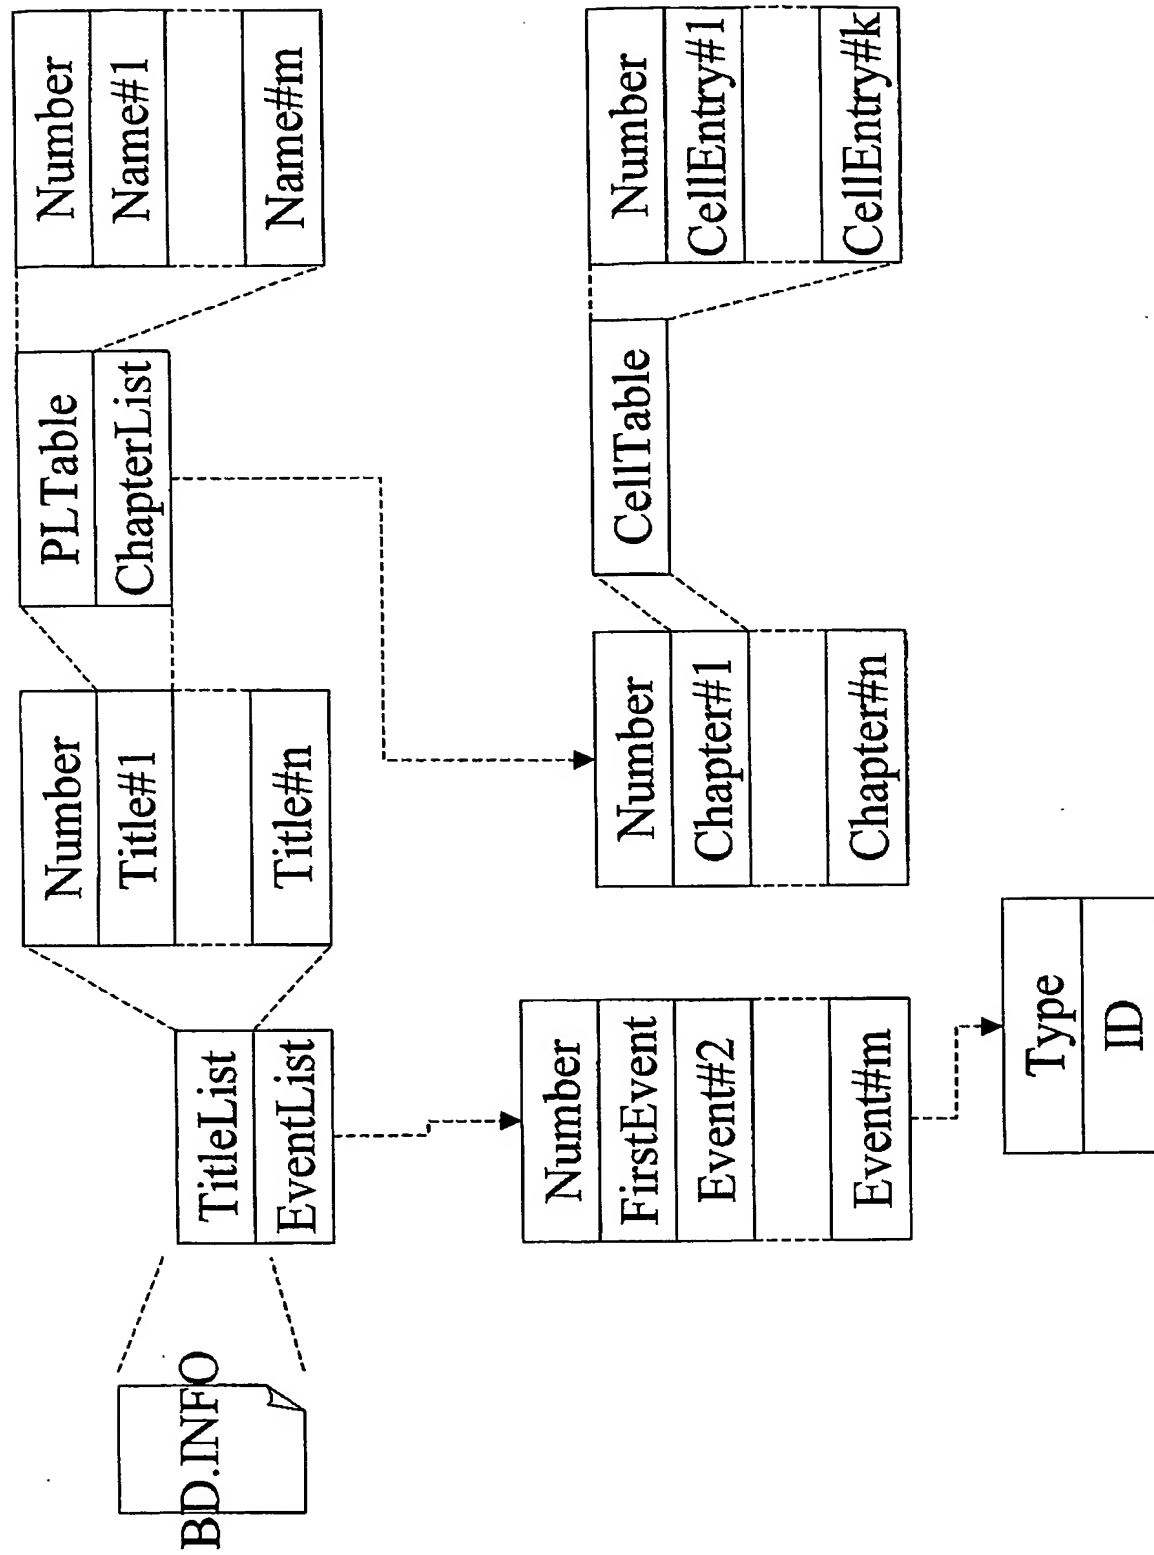 BD.INFO
TitleList
EventList
Number
Title#1
Title#n
PLTable
ChapterList
Number
Name#1
Name#m
Number
FirstEvent
Event#2
Event#m
Type
ID
Number
Chapter#1
Chapter#n
CellTable
Number
CellEntry#1
CellEntry#k